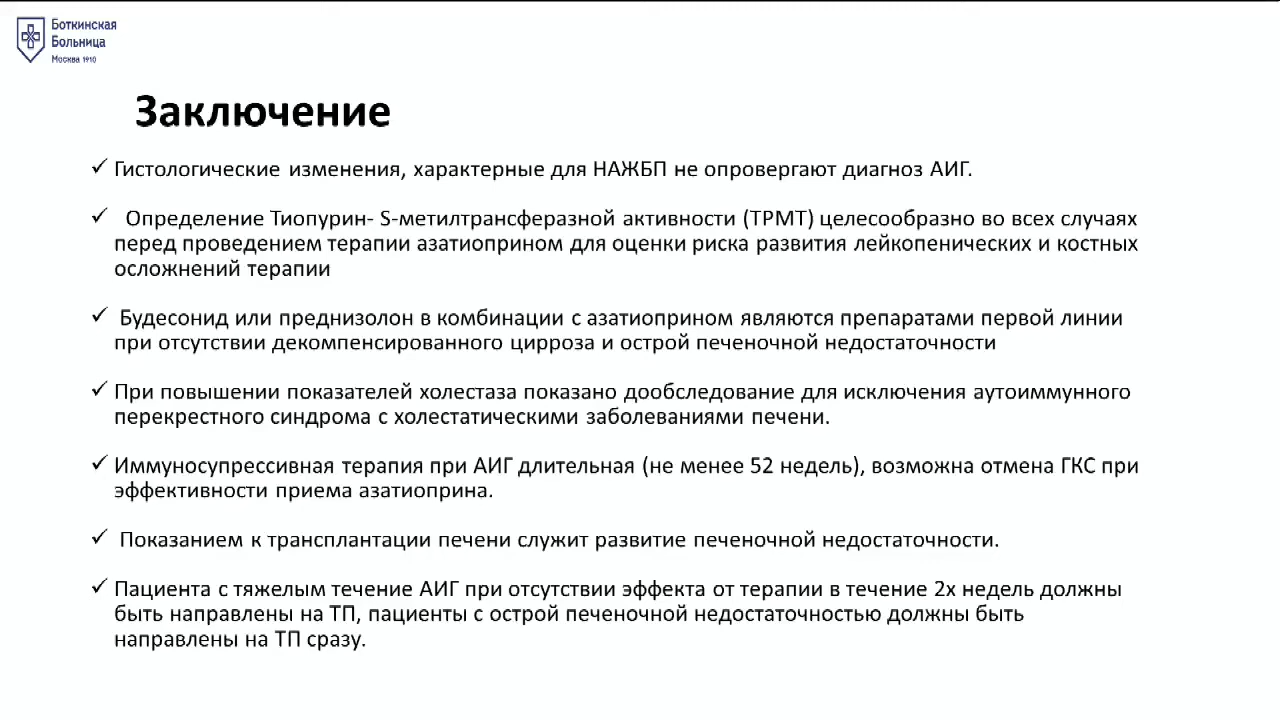 Боткинская
Больница
Москва 1910
Заключение
✓ Гистологические изменения, характерные для НАЖБП не опровергают диагноз АИГ.
✓ Определение Тиопурин- S-метилтрансферазной активности (ТРМТ) целесообразно во всех случаях
перед проведением терапии азатиоприном для оценки риска развития лейкопенических и костных
осложнений терапии
✓ Будесонид или преднизолон в комбинации с азатиоприном являются препаратами первой линии
при отсутствии декомпенсированного цирроза и острой печеночной недостаточности
✓ При повышении показателей холестаза показано дообследование для исключения аутоиммунного
перекрестного синдрома с холестатическими заболеваниями печени.
✓ Иммуносупрессивная терапия при АИГ длительная (не менее 52 недель), возможна отмена ГКС при
эффективности приема азатиоприна.
✓ Показанием к трансплантации печени служит развитие печеночной недостаточности.
✓ Пациента с тяжелым течение АИГ при отсутствии эффекта от терапии в течение 2х недель должны
быть направлены на ТП, пациенты с острой печеночной недостаточностью должны быть
направлены на ТП сразу.